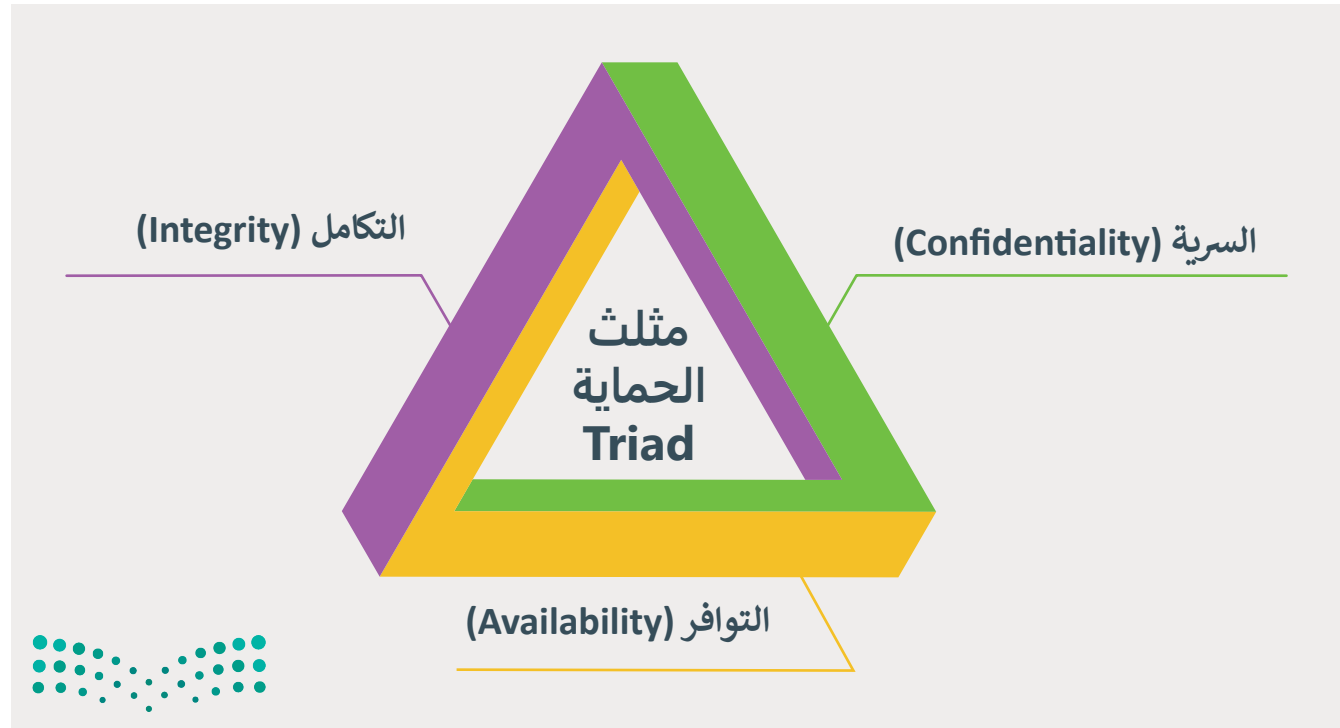 السرية (Confidentiality)
التكامل (Integrity)
مثلث
الحماية
Triad
التوافر (Availability)